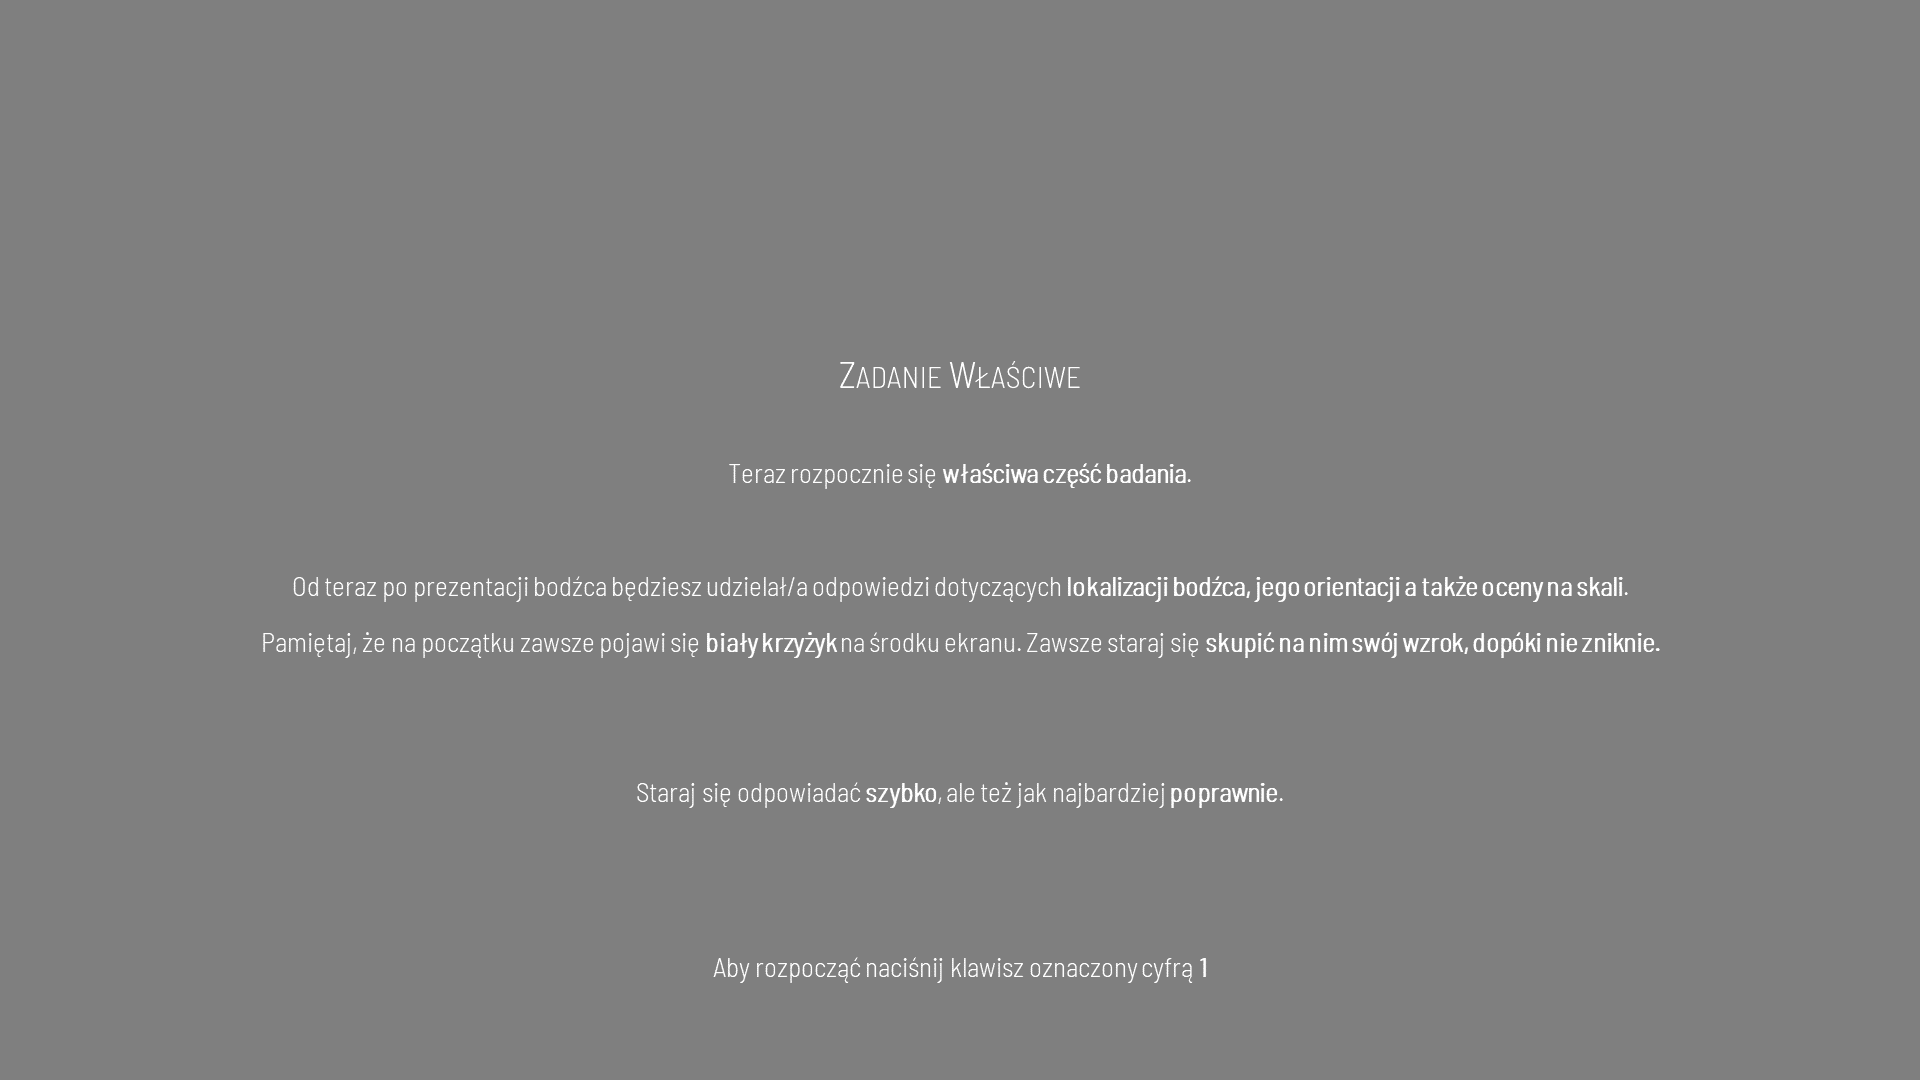 ZADANIE WŁAŚCIWE
Teraz rozpocznie się właściwa część badania.
Od teraz po prezentacji bodźca będziesz udzielał/a odpowiedzi dotyczących lokalizacji bodźca, jego orientacji a także oceny na skali.
Pamiętaj, że na początku zawsze pojawi się biały krzyżyk na środku ekranu. Zawsze staraj się skupić na nim swój wzrok, dopóki nie zniknie.
Staraj się odpowiadać szybko, ale też jak najbardziej poprawnie.
Aby rozpocząć naciśnij klawisz oznaczony cyfrą 1